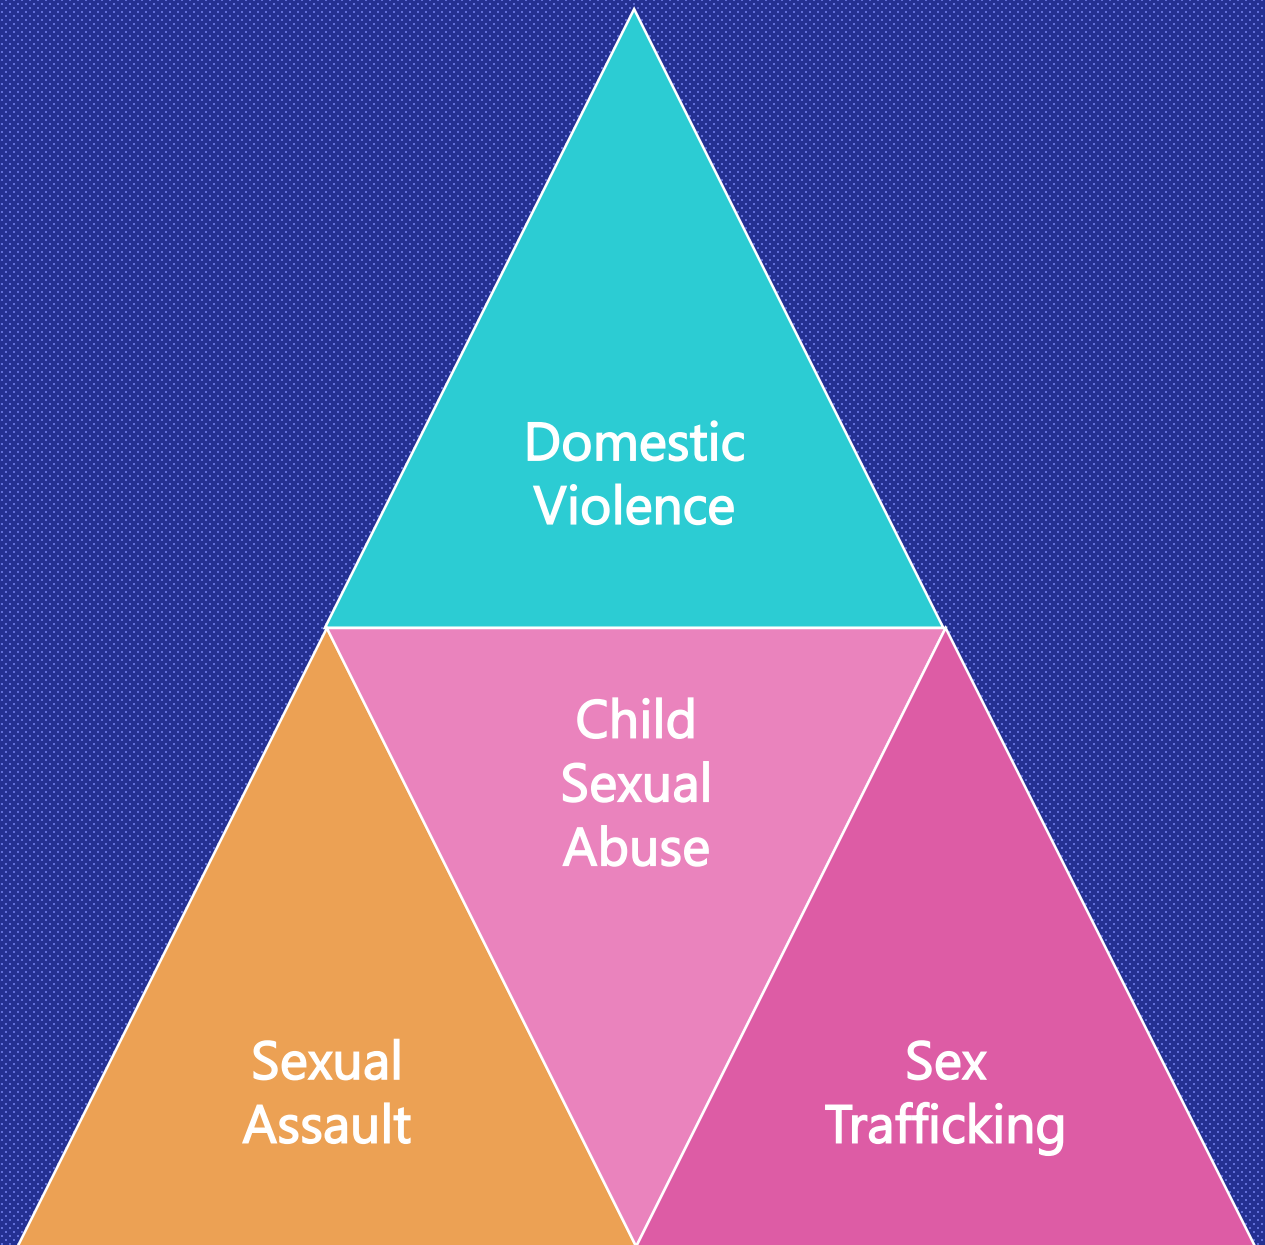 Domestic
Violence
Child
Sexual
Abuse
Sexual
Assault
Sex
Trafficking